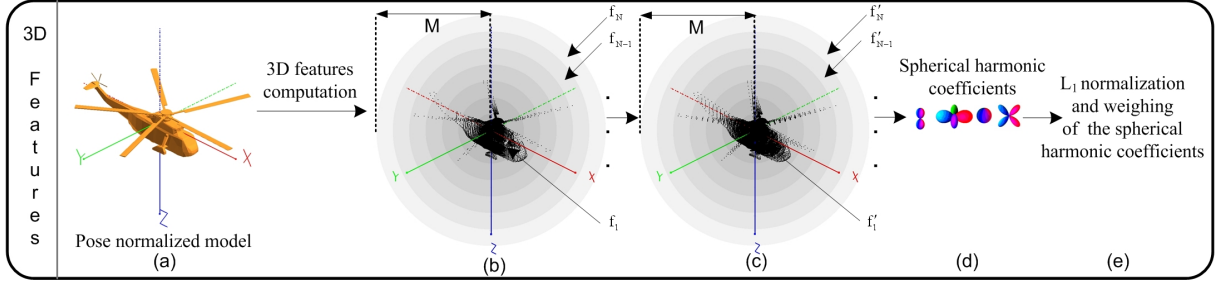 3D
F
e
a
t
u
r
e
s
Y
X
Z
Pose normalized model
(a)
3D features
computation
M
f_N
f_{N-1}
Y
X
Z
f_1
(b)
M
f'_N
f'_{N-1}
Y
X
Z
f'_1
(c)
Spherical harmonic
coefficients
(d)
L_1 normalization
and weighing
of the spherical
harmonic coefficients
(e)